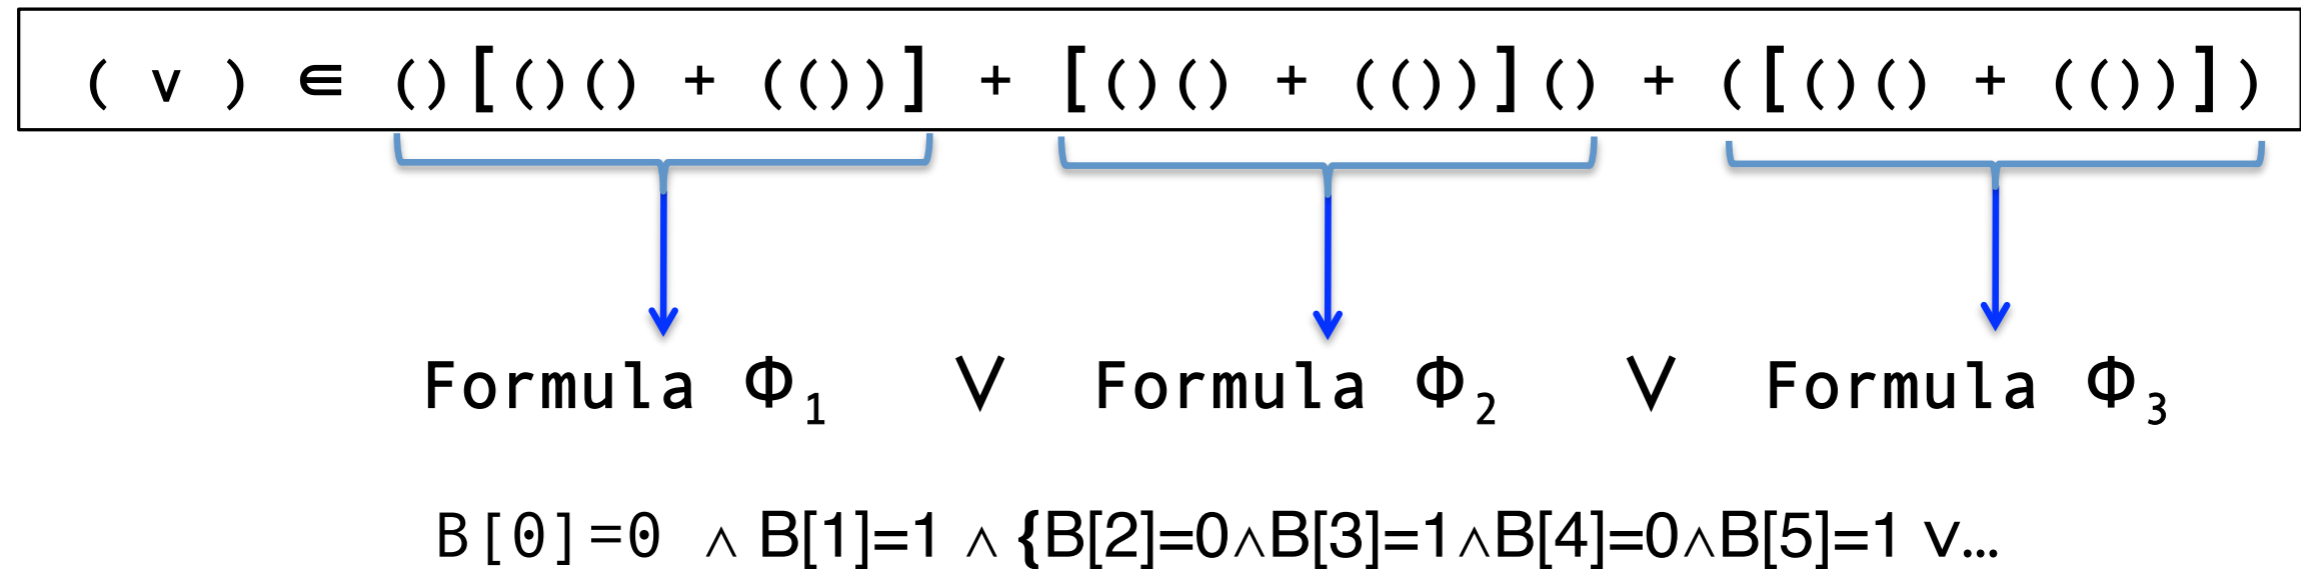 ( v ) ∈ ()[()() + (())] + [()() + (())]() + ([()() + (())])
Formula Φ₁ ∨ Formula Φ₂ ∨ Formula Φ₃
B[0]=0 ∧ B[1]=1 ∧ {B[2]=0∧B[3]=1∧B[4]=0∧B[5]=1 ∨...